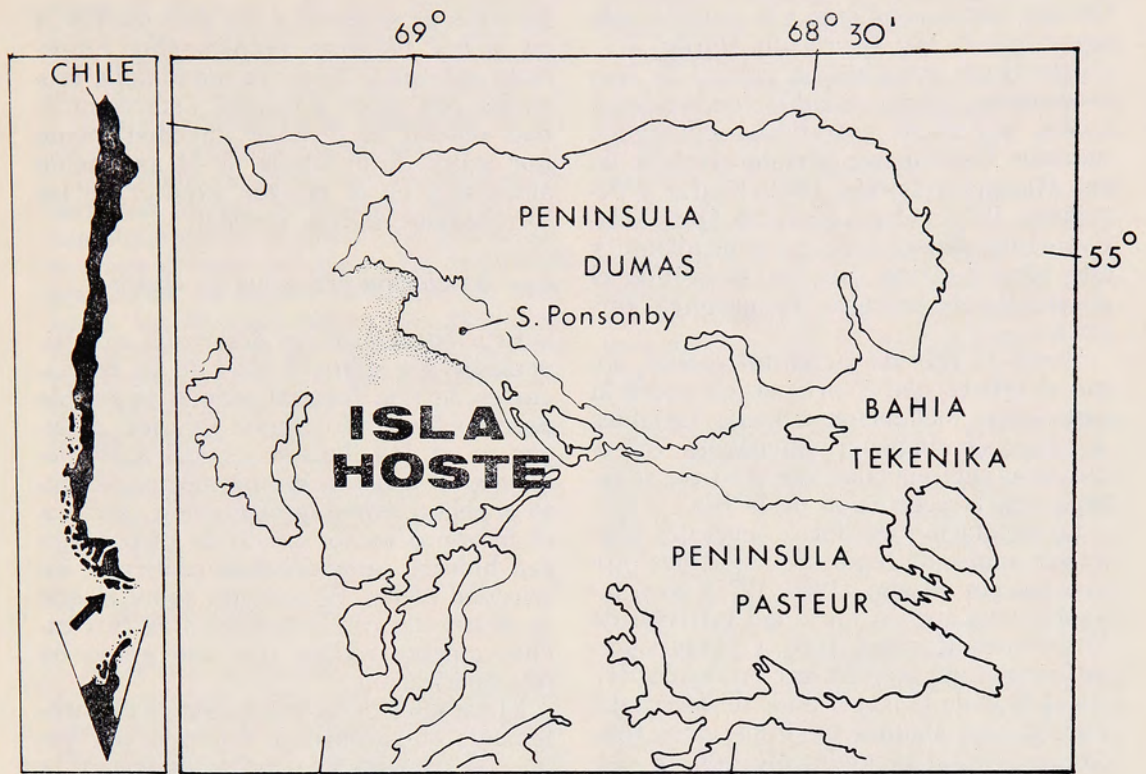 CHILE
69°
68° 30'
55°
PENINSULA
DUMAS
S. Ponsonby
ISLA
HOSTE
BAHIA
TEKENIKA
PENINSULA
PASTEUR